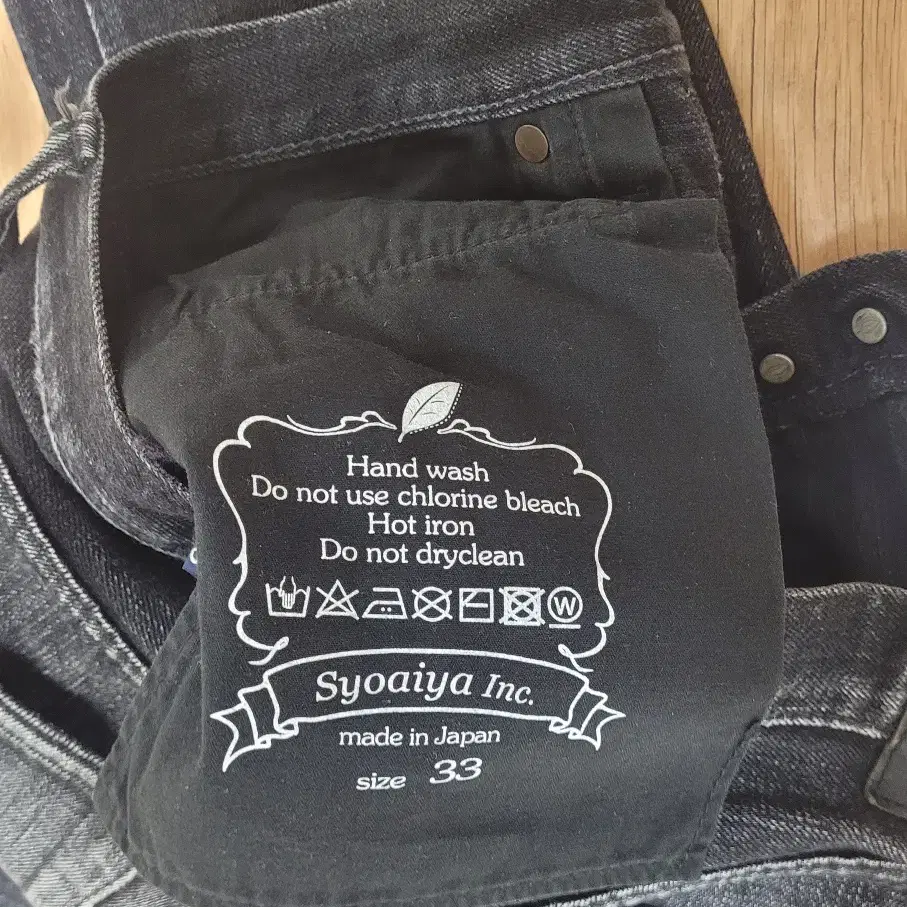 Hand wash
Do not use chlorine bleach
Hot iron
Do not dryclean
W
Syoaiya Inc.
made in Japan
size 33